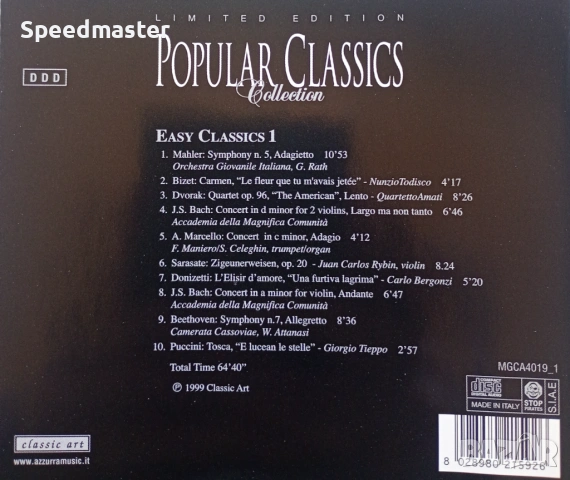 Speedmaster
LIMITED EDITION
POPULAR CLASSICS
Collection
DDD
EASY CLASSICS 1
1. Mahler: Symphony n. 5, Adagietto 10'53
Orchestra Giovanile Italiana, G. Rath
2. Bizet: Carmen, “Le fleur que tu m'avais jetée” - NunzioTodisco 4'17
3. Dvorak: Quartet op. 96, “The American”, Lento - QuartettoAmati 8'26
4. J.S. Bach: Concert in d minor for 2 violins, Largo ma non tanto 6'46
Accademia della Magnifica Comunità
5. A. Marcello: Concert in c minor, Adagio 4'12
F. Maniero/S. Celeghin, trumpet/organ
6. Sarasate: Zigeunerweisen, op. 20 - Juan Carlos Rybin, violin 8.24
7. Donizetti: L'Elisir d'amore, “Una furtiva lagrima” - Carlo Bergonzi 5'20
8. J.S. Bach: Concert in a minor for violin, Andante 6'47
Accademia della Magnifica Comunità
9. Beethoven: Symphony n.7, Allegretto 8'36
Camerata Cassoviae, W. Attanasi
10. Puccini: Tosca, “E lucean le stelle” - Giorgio Tieppo 2'57
Total Time 64'40”
℗ 1999 Classic Art
MGCA4019_1
COMPACT
disc
DIGITAL AUDIO
MADE IN ITALY
STOP
PIRATES
S.I.A.E.
classic art
www.azzurramusic.it
8 028980 215926